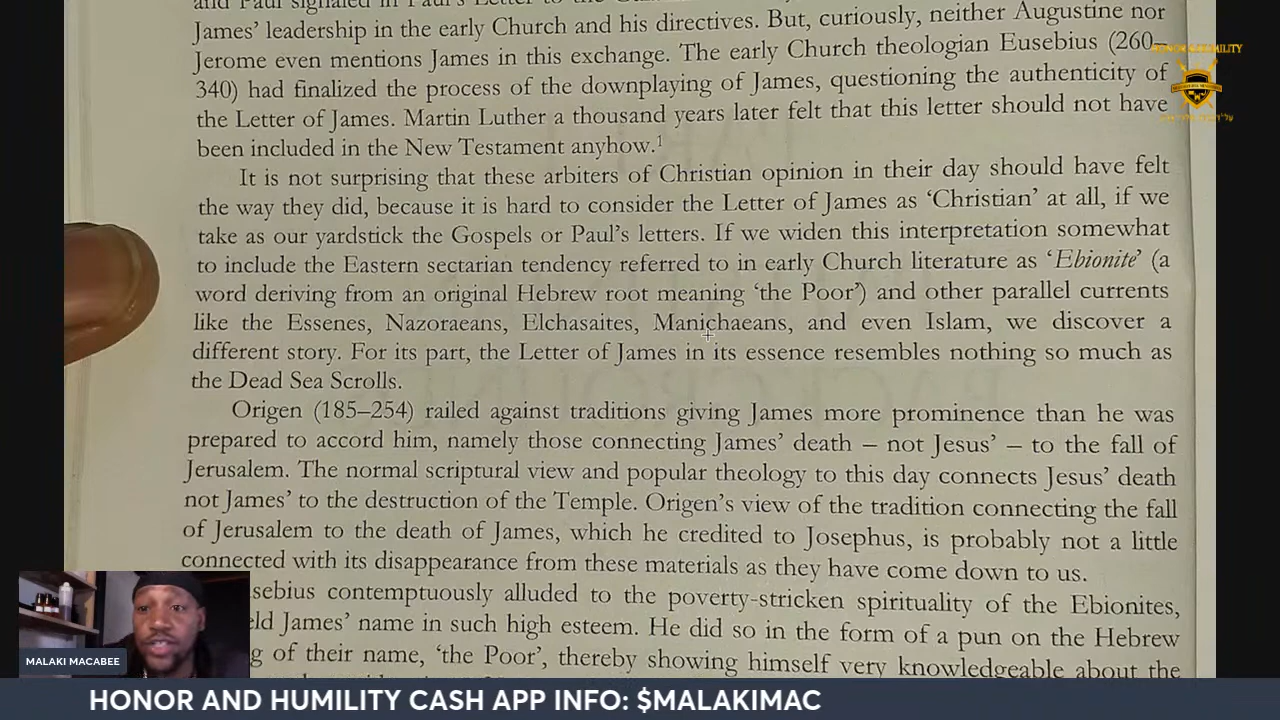 and Paul signaled in Paul's Letter to the
James' leadership in the early Church and his directives. But, curiously, neither Augustine nor
Jerome even mentions James in this exchange. The early Church theologian Eusebius (260–
340) had finalized the process of the downplaying of James, questioning the authenticity of
the Letter of James. Martin Luther a thousand years later felt that this letter should not have
been included in the New Testament anyhow.¹
It is not surprising that these arbiters of Christian opinion in their day should have felt
the way they did, because it is hard to consider the Letter of James as 'Christian' at all, if we
take as our yardstick the Gospels or Paul's letters. If we widen this interpretation somewhat
to include the Eastern sectarian tendency referred to in early Church literature as 'Ebionite' (a
word deriving from an original Hebrew root meaning 'the Poor') and other parallel currents
like the Essenes, Nazoraeans, Elchasaites, Manichaeans, and even Islam, we discover a
different story. For its part, the Letter of James in its essence resembles nothing so much as
the Dead Sea Scrolls.
Origen (185–254) railed against traditions giving James more prominence than he was
prepared to accord him, namely those connecting James' death – not Jesus' – to the fall of
Jerusalem. The normal scriptural view and popular theology to this day connects Jesus' death
not James' to the destruction of the Temple. Origen's view of the tradition connecting the fall
of Jerusalem to the death of James, which he credited to Josephus, is probably not a little
connected with its disappearance from these materials as they have come down to us.
sebius contemptuously alluded to the poverty-stricken spirituality of the Ebionites,
eld James' name in such high esteem. He did so in the form of a pun on the Hebrew
g of their name, 'the Poor', thereby showing himself very knowledgeable about the
HONOR & HUMILITY
MALAKI MACABEE
HONOR AND HUMILITY CASH APP INFO: $MALAKIMAC